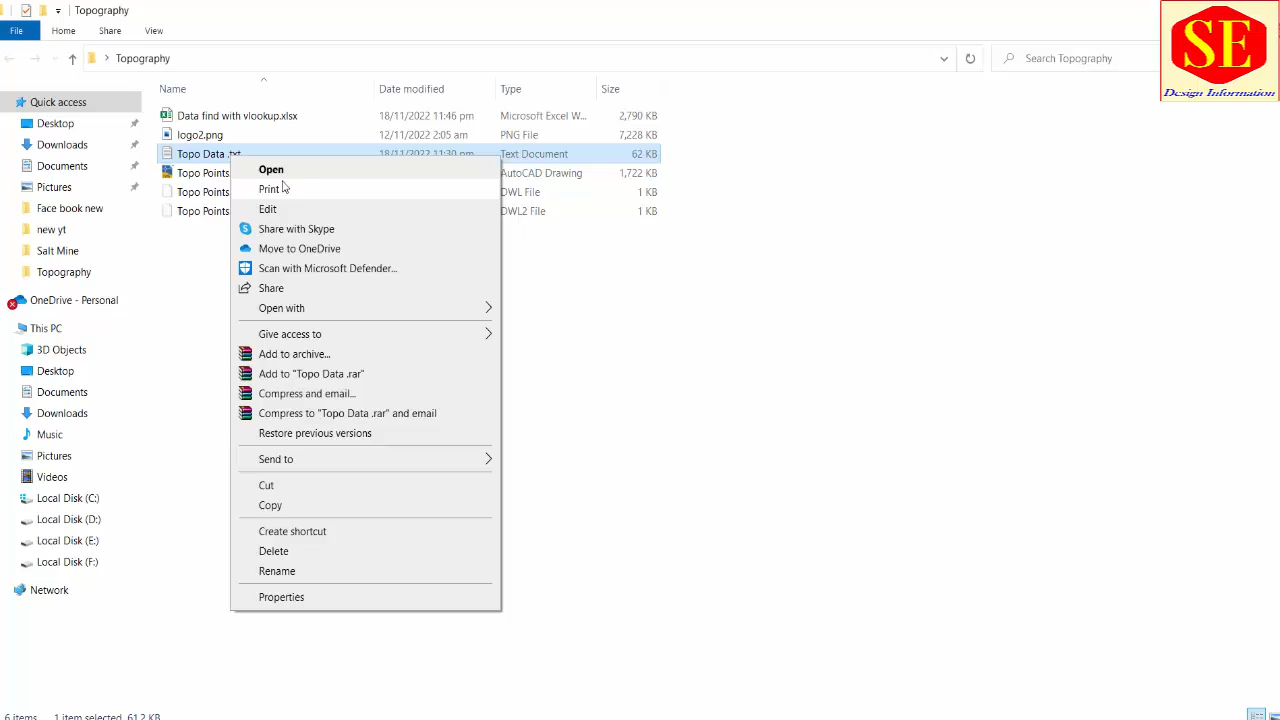 Topography
File Home Share View
Topography
Search Topography
SE
Design Information
Name Date modified Type Size
Quick access
Desktop
Downloads
Documents
Pictures
Face book new
new yt
Salt Mine
Topography
OneDrive - Personal
This PC
3D Objects
Desktop
Documents
Downloads
Music
Pictures
Videos
Local Disk (C:)
Local Disk (D:)
Local Disk (E:)
Local Disk (F:)
Network
Data find with vlookup.xlsx 18/11/2022 11:46 pm Microsoft Excel W... 2,790 KB
logo2.png 12/11/2022 2:05 am PNG File 7,228 KB
Topo Data .txt 18/11/2022 11:30 pm Text Document 62 KB
Topo Points AutoCAD Drawing 1,722 KB
Topo Points DWL File 1 KB
Topo Points DWL2 File 1 KB
Open
Print
Edit
Share with Skype
Move to OneDrive
Scan with Microsoft Defender...
Share
Open with
Give access to
Add to archive...
Add to "Topo Data .rar"
Compress and email...
Compress to "Topo Data .rar" and email
Restore previous versions
Send to
Cut
Copy
Create shortcut
Delete
Rename
Properties
6 items 1 item selected 61.2 KB